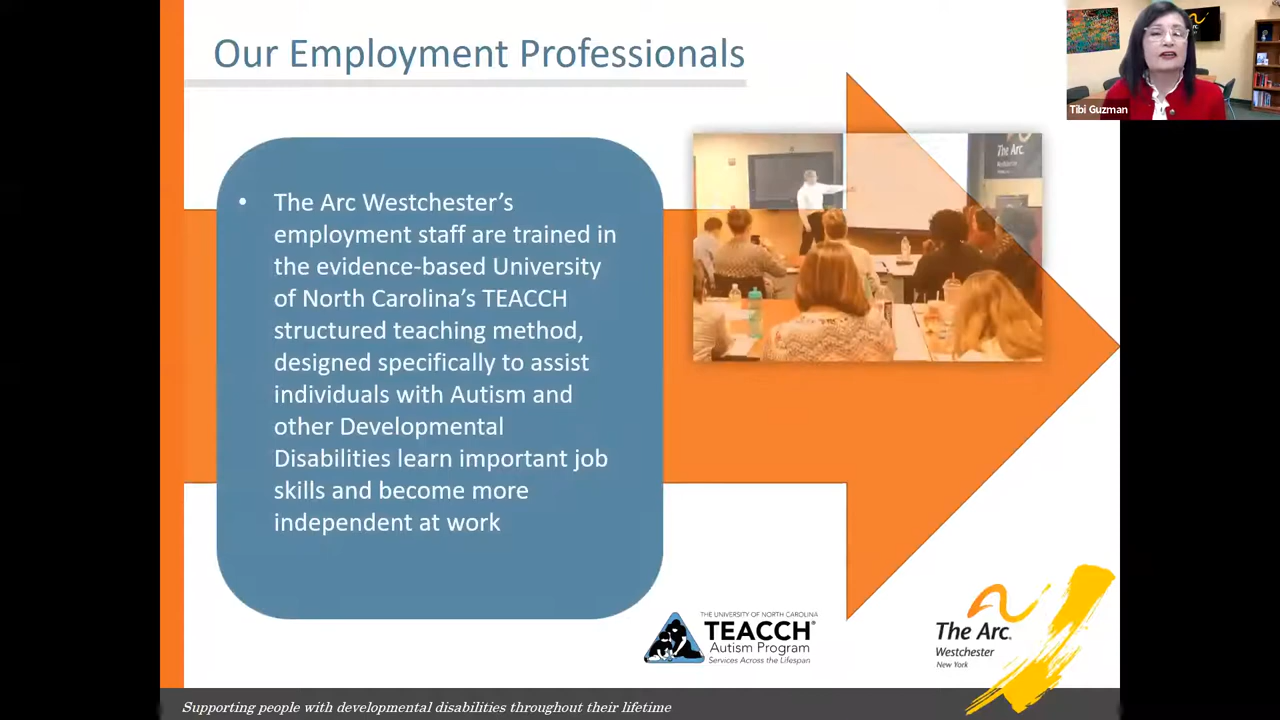 Our Employment Professionals
Tibi Guzman
The Arc.
• The Arc Westchester's
employment staff are trained in
the evidence-based University
of North Carolina's TEACCH
structured teaching method,
designed specifically to assist
individuals with Autism and
other Developmental
Disabilities learn important job
skills and become more
independent at work
THE UNIVERSITY OF NORTH CAROLINA
TEACCH®
Autism Program
Services Across the Lifespan
The Arc.
Westchester
New York
Supporting people with developmental disabilities throughout their lifetime